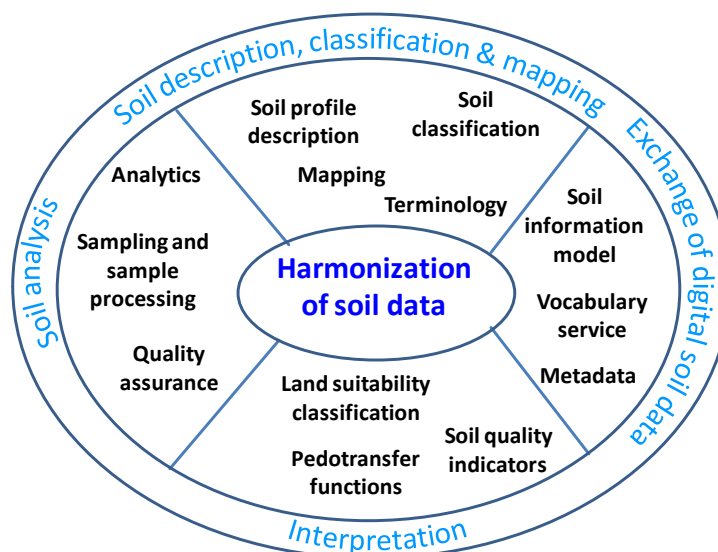 Soil description, classification & mapping
Soil profile
description
Soil
classification
Mapping
Terminology
Exchange of digital soil data
Soil
information
model
Vocabulary
service
Metadata
Soil analysis
Analytics
Sampling and
sample
processing
Quality
assurance
Harmonization
of soil data
Land suitability
classification
Soil quality
indicators
Pedotransfer
functions
Interpretation